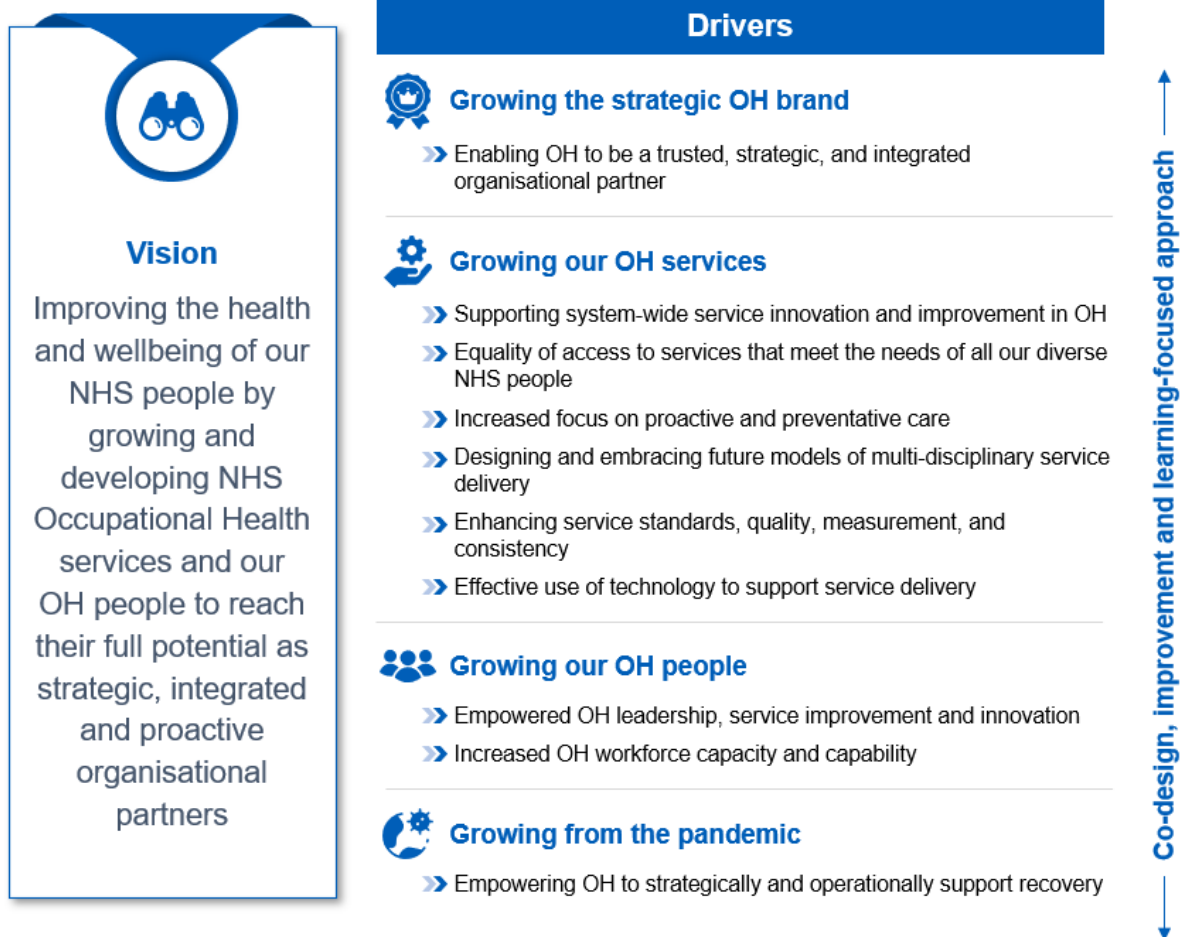 Vision
Improving the health
and wellbeing of our
NHS people by
growing and
developing NHS
Occupational Health
services and our
OH people to reach
their full potential as
strategic, integrated
and proactive
organisational
partners
Drivers
Growing the strategic OH brand
Enabling OH to be a trusted, strategic, and integrated
organisational partner
Growing our OH services
Supporting system-wide service innovation and improvement in OH
Equality of access to services that meet the needs of all our diverse
NHS people
Increased focus on proactive and preventative care
Designing and embracing future models of multi-disciplinary service
delivery
Enhancing service standards, quality, measurement, and
consistency
Effective use of technology to support service delivery
Growing our OH people
Empowered OH leadership, service improvement and innovation
Increased OH workforce capacity and capability
Growing from the pandemic
Empowering OH to strategically and operationally support recovery
Co-design, improvement and learning-focused approach